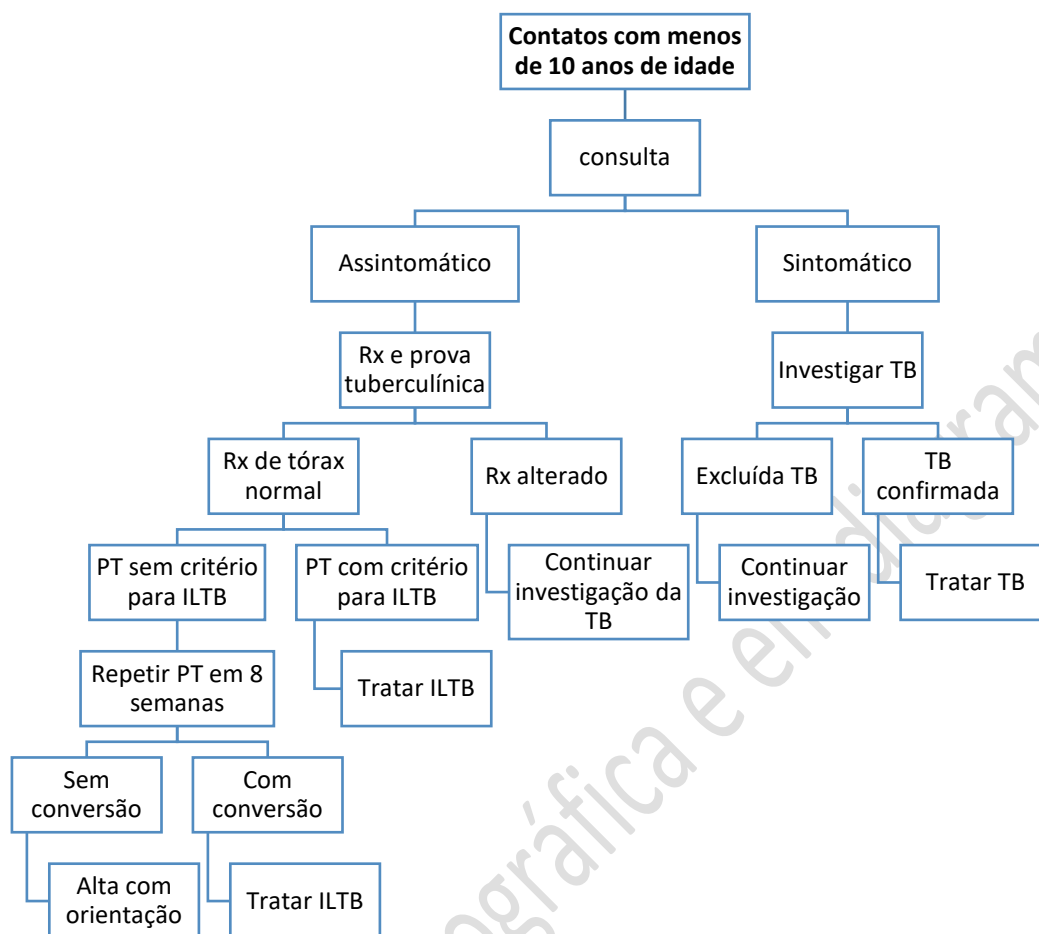 Contatos com menos
de 10 anos de idade
consulta
Assintomático
Sintomático
Rx e prova
tuberculínica
Investigar TB
Rx de tórax
normal
Rx alterado
Excluída TB
TB
confirmada
PT sem critério
para ILTB
PT com critério
para ILTB
Continuar
investigação da
TB
Continuar
investigação
Tratar TB
Repetir PT em 8
semanas
Tratar ILTB
Sem
conversão
Com
conversão
Alta com
orientação
Tratar ILTB
ográfica e em diagram